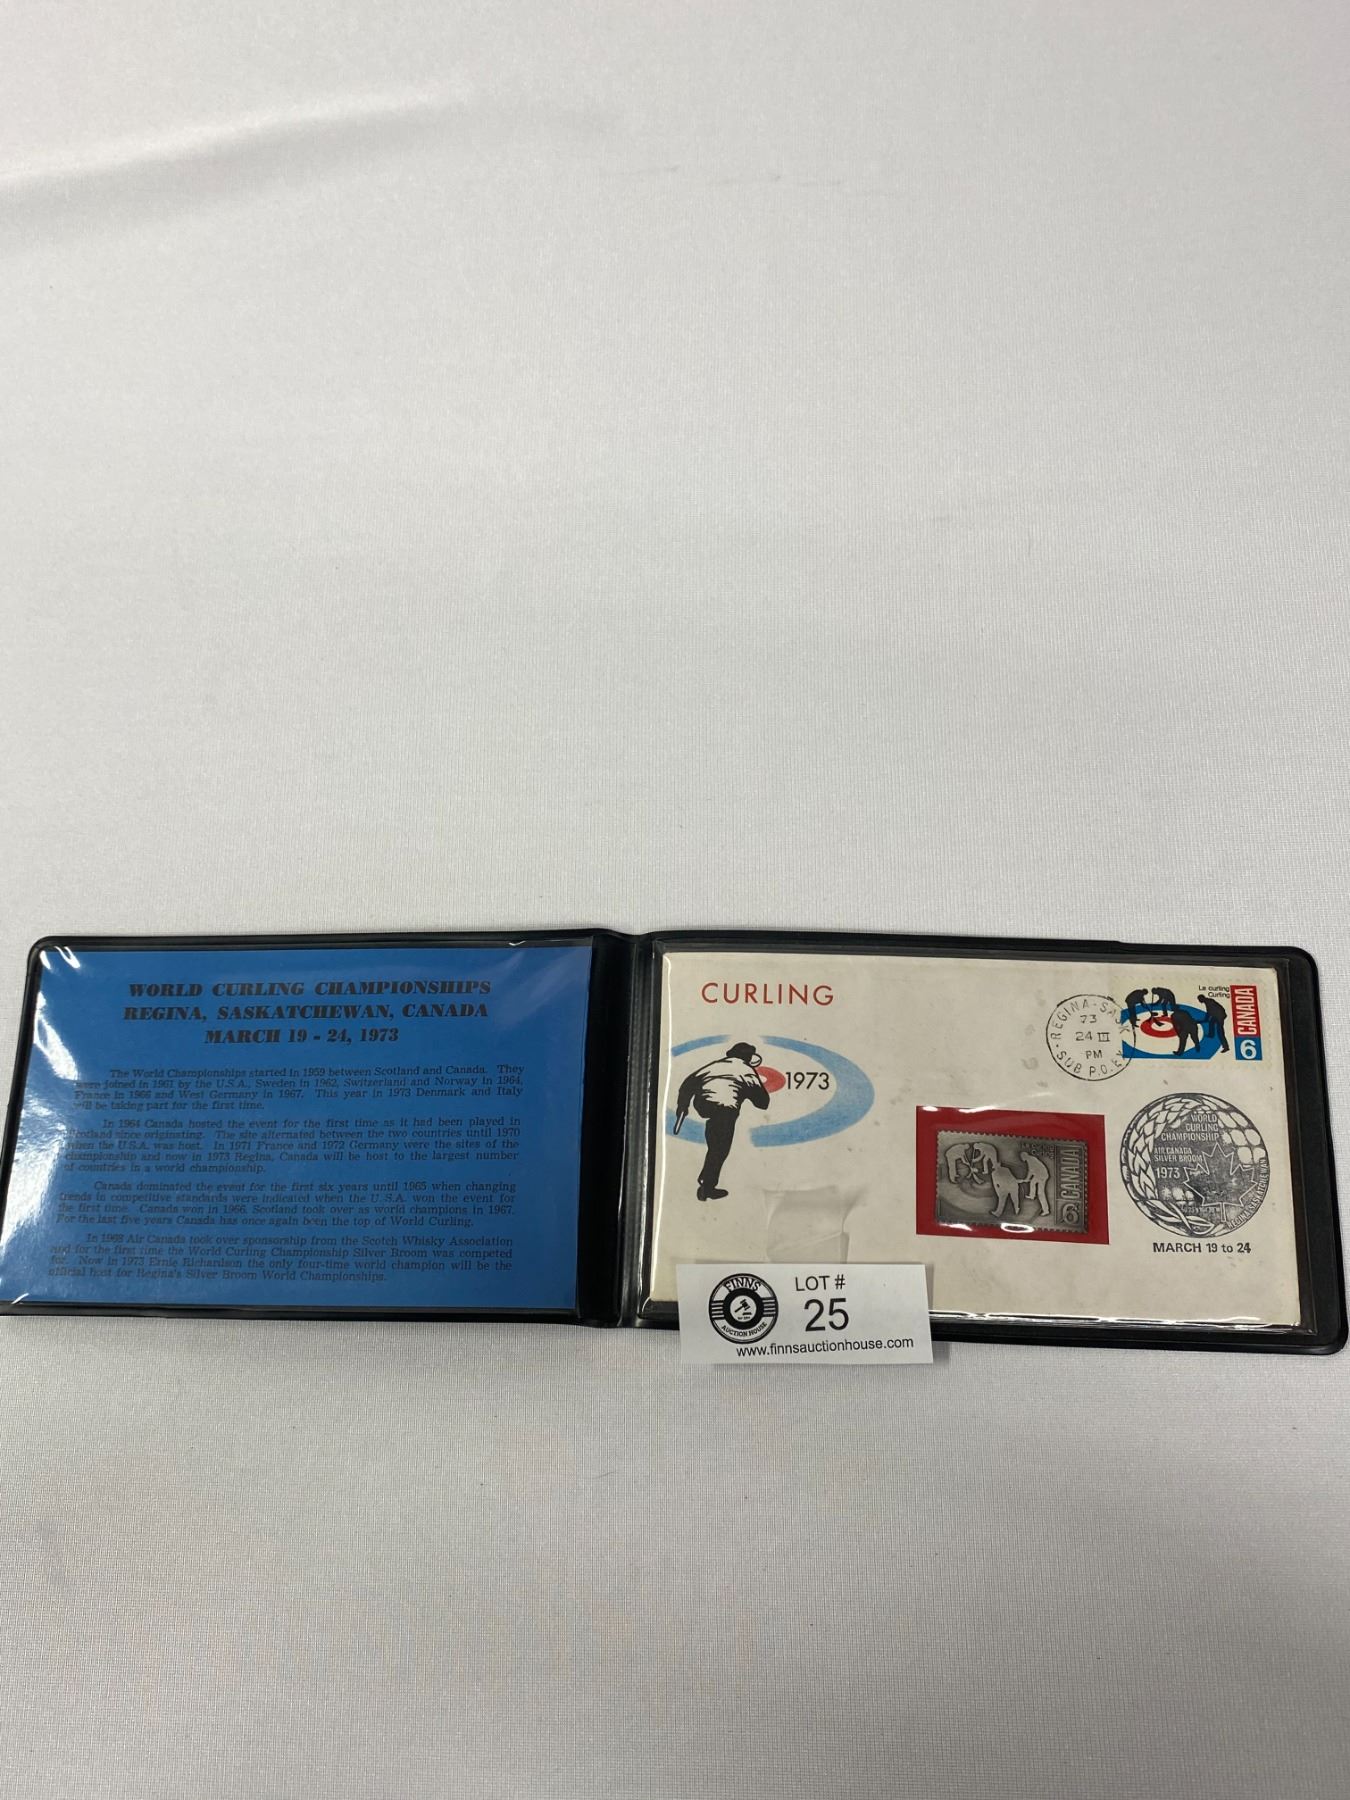 WORLD CURLING CHAMPIONSHIPS
REGINA, SASKATCHEWAN, CANADA
MARCH 19 - 24, 1973
The World Championships started in 1959 between Scotland and Canada. They
were joined in 1961 by the U.S.A., Sweden in 1962, Switzerland and Norway in 1964,
France in 1966 and West Germany in 1967. This year in 1973 Denmark and Italy
will be taking part for the first time.
In 1964 Canada hosted the event for the first time as it had been played in
Scotland since originating. The site alternated between the two countries until 1970
when the U.S.A. was host. In 1971 France and 1972 Germany were the sites of the
championship and now in 1973 Regina, Canada will be host to the largest number
of countries in a world championship.
Canada dominated the event for the first six years until 1965 when changing
trends in competitive standards were indicated when the U.S.A. won the event for
the first time. Canada won in 1966. Scotland took over as world champions in 1967.
For the last five years Canada has once again been the top of World Curling.
In 1968 Air Canada took over sponsorship from the Scotch Whisky Association
and for the first time the World Curling Championship Silver Broom was competed
for. Now in 1973 Ernie Richardson the only four-time world champion will be the
official host for Regina's Silver Broom World Championships.
CURLING
1973
REGINA - SASK
73
24 III
PM
SUB P.O.
Le curling
Curling
CANADA
6
CANADA
6
WORLD
CURLING
CHAMPIONSHIP
AIR CANADA
SILVER BROOM
1973
REGINA, SASKATCHEWAN
MARCH 19 to 24
FINNS
AUCTION HOUSE
LOT #
25
www.finnsauctionhouse.com